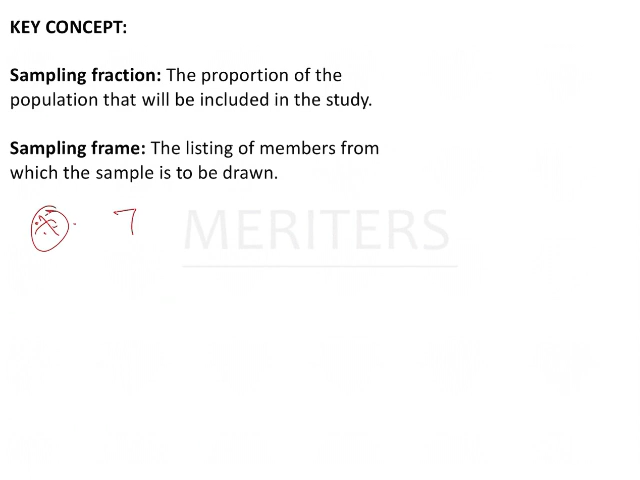 KEY CONCEPT:
Sampling fraction: The proportion of the
population that will be included in the study.
Sampling frame: The listing of members from
which the sample is to be drawn.
MERITERS